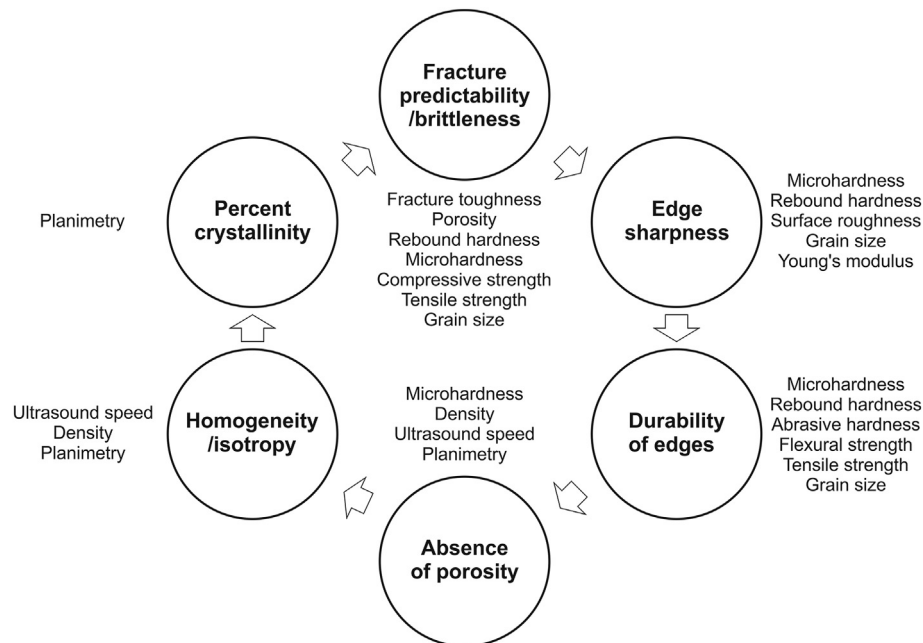 Fracture
predictability
/brittleness
Fracture toughness
Porosity
Rebound hardness
Microhardness
Compressive strength
Tensile strength
Grain size
Edge
sharpness
Microhardness
Rebound hardness
Surface roughness
Grain size
Young's modulus
Durability
of edges
Microhardness
Rebound hardness
Abrasive hardness
Flexural strength
Tensile strength
Grain size
Absence
of porosity
Microhardness
Density
Ultrasound speed
Planimetry
Homogeneity
/isotropy
Ultrasound speed
Density
Planimetry
Percent
crystallinity
Planimetry